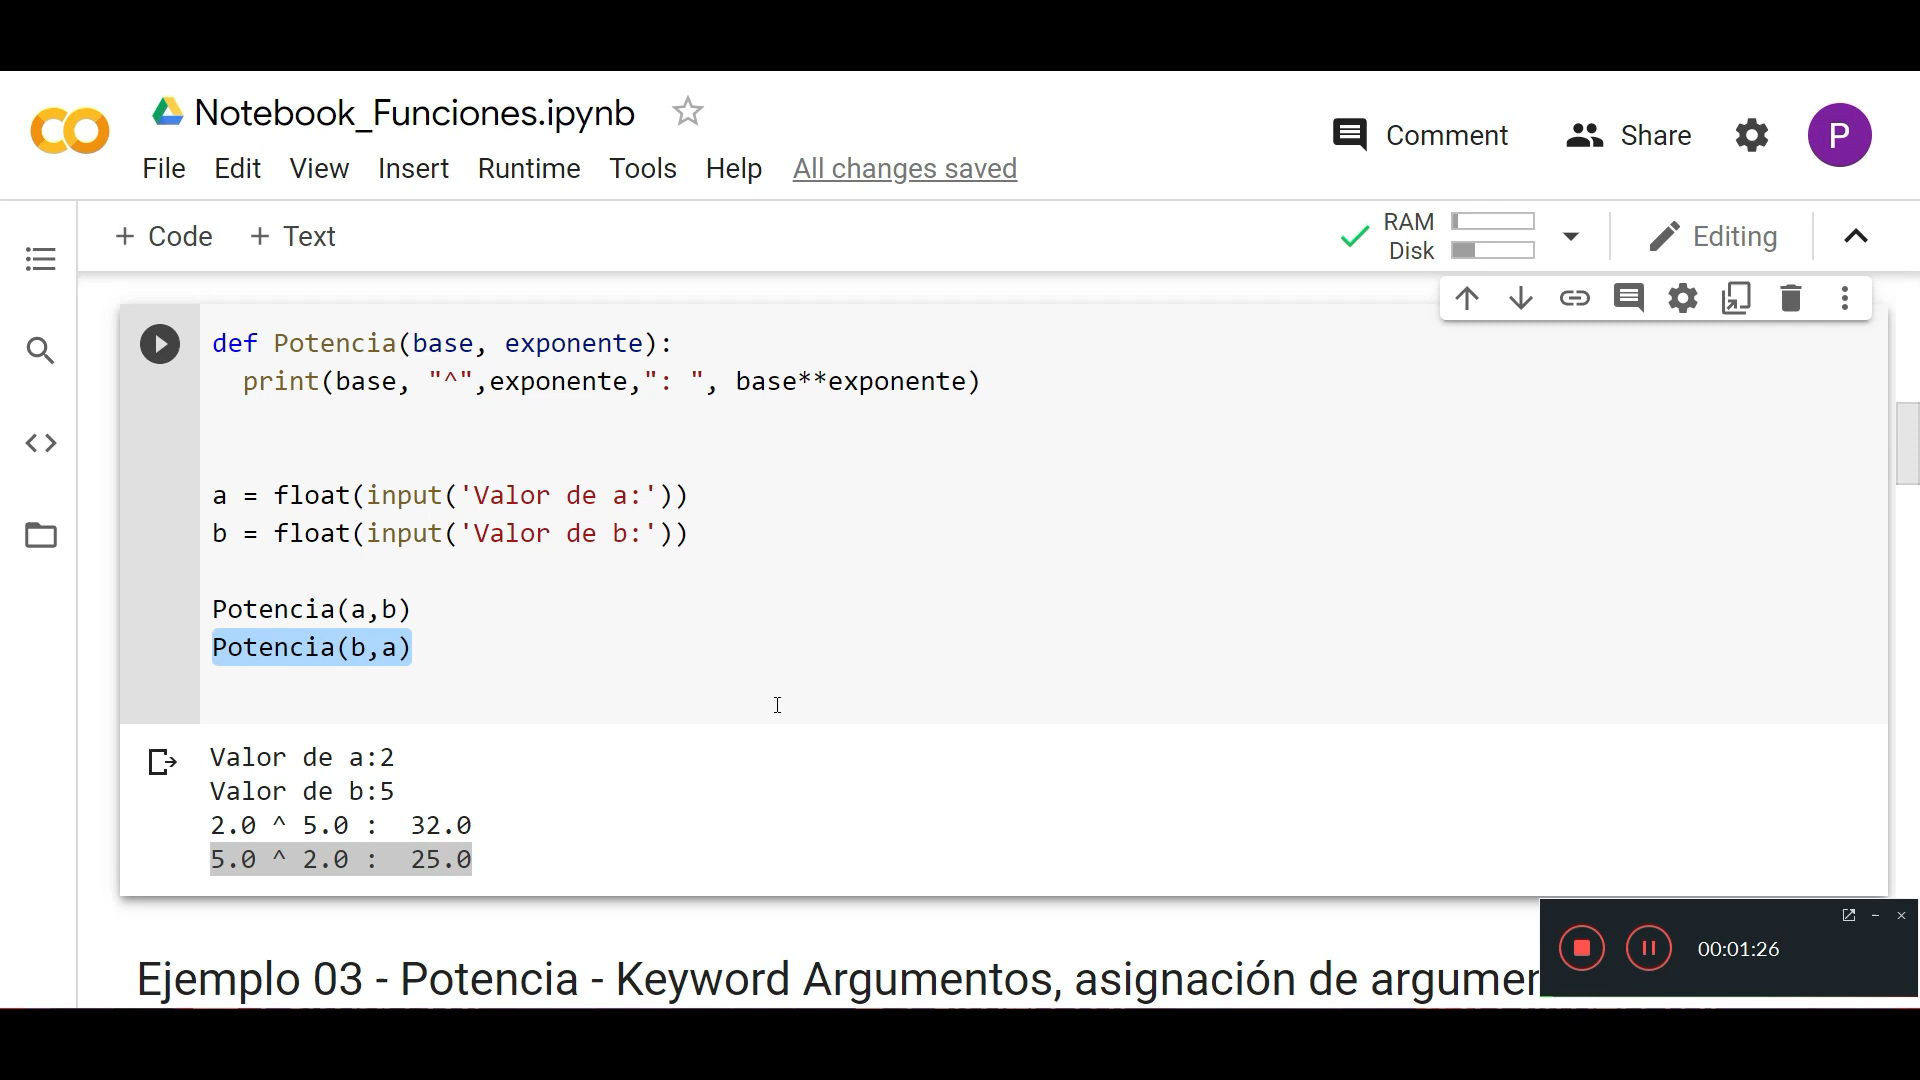 Notebook_Funciones.ipynb
Comment
Share
P
File Edit View Insert Runtime Tools Help All changes saved
+ Code + Text
RAM
Disk
Editing
def Potencia(base, exponente):
print(base, "^",exponente,": ", base**exponente)
a = float(input('Valor de a:'))
b = float(input('Valor de b:'))
Potencia(a,b)
Potencia(b,a)
Valor de a:2
Valor de b:5
2.0 ^ 5.0 :  32.0
5.0 ^ 2.0 :  25.0
00:01:26
Ejemplo 03 - Potencia - Keyword Argumentos, asignación de argumen